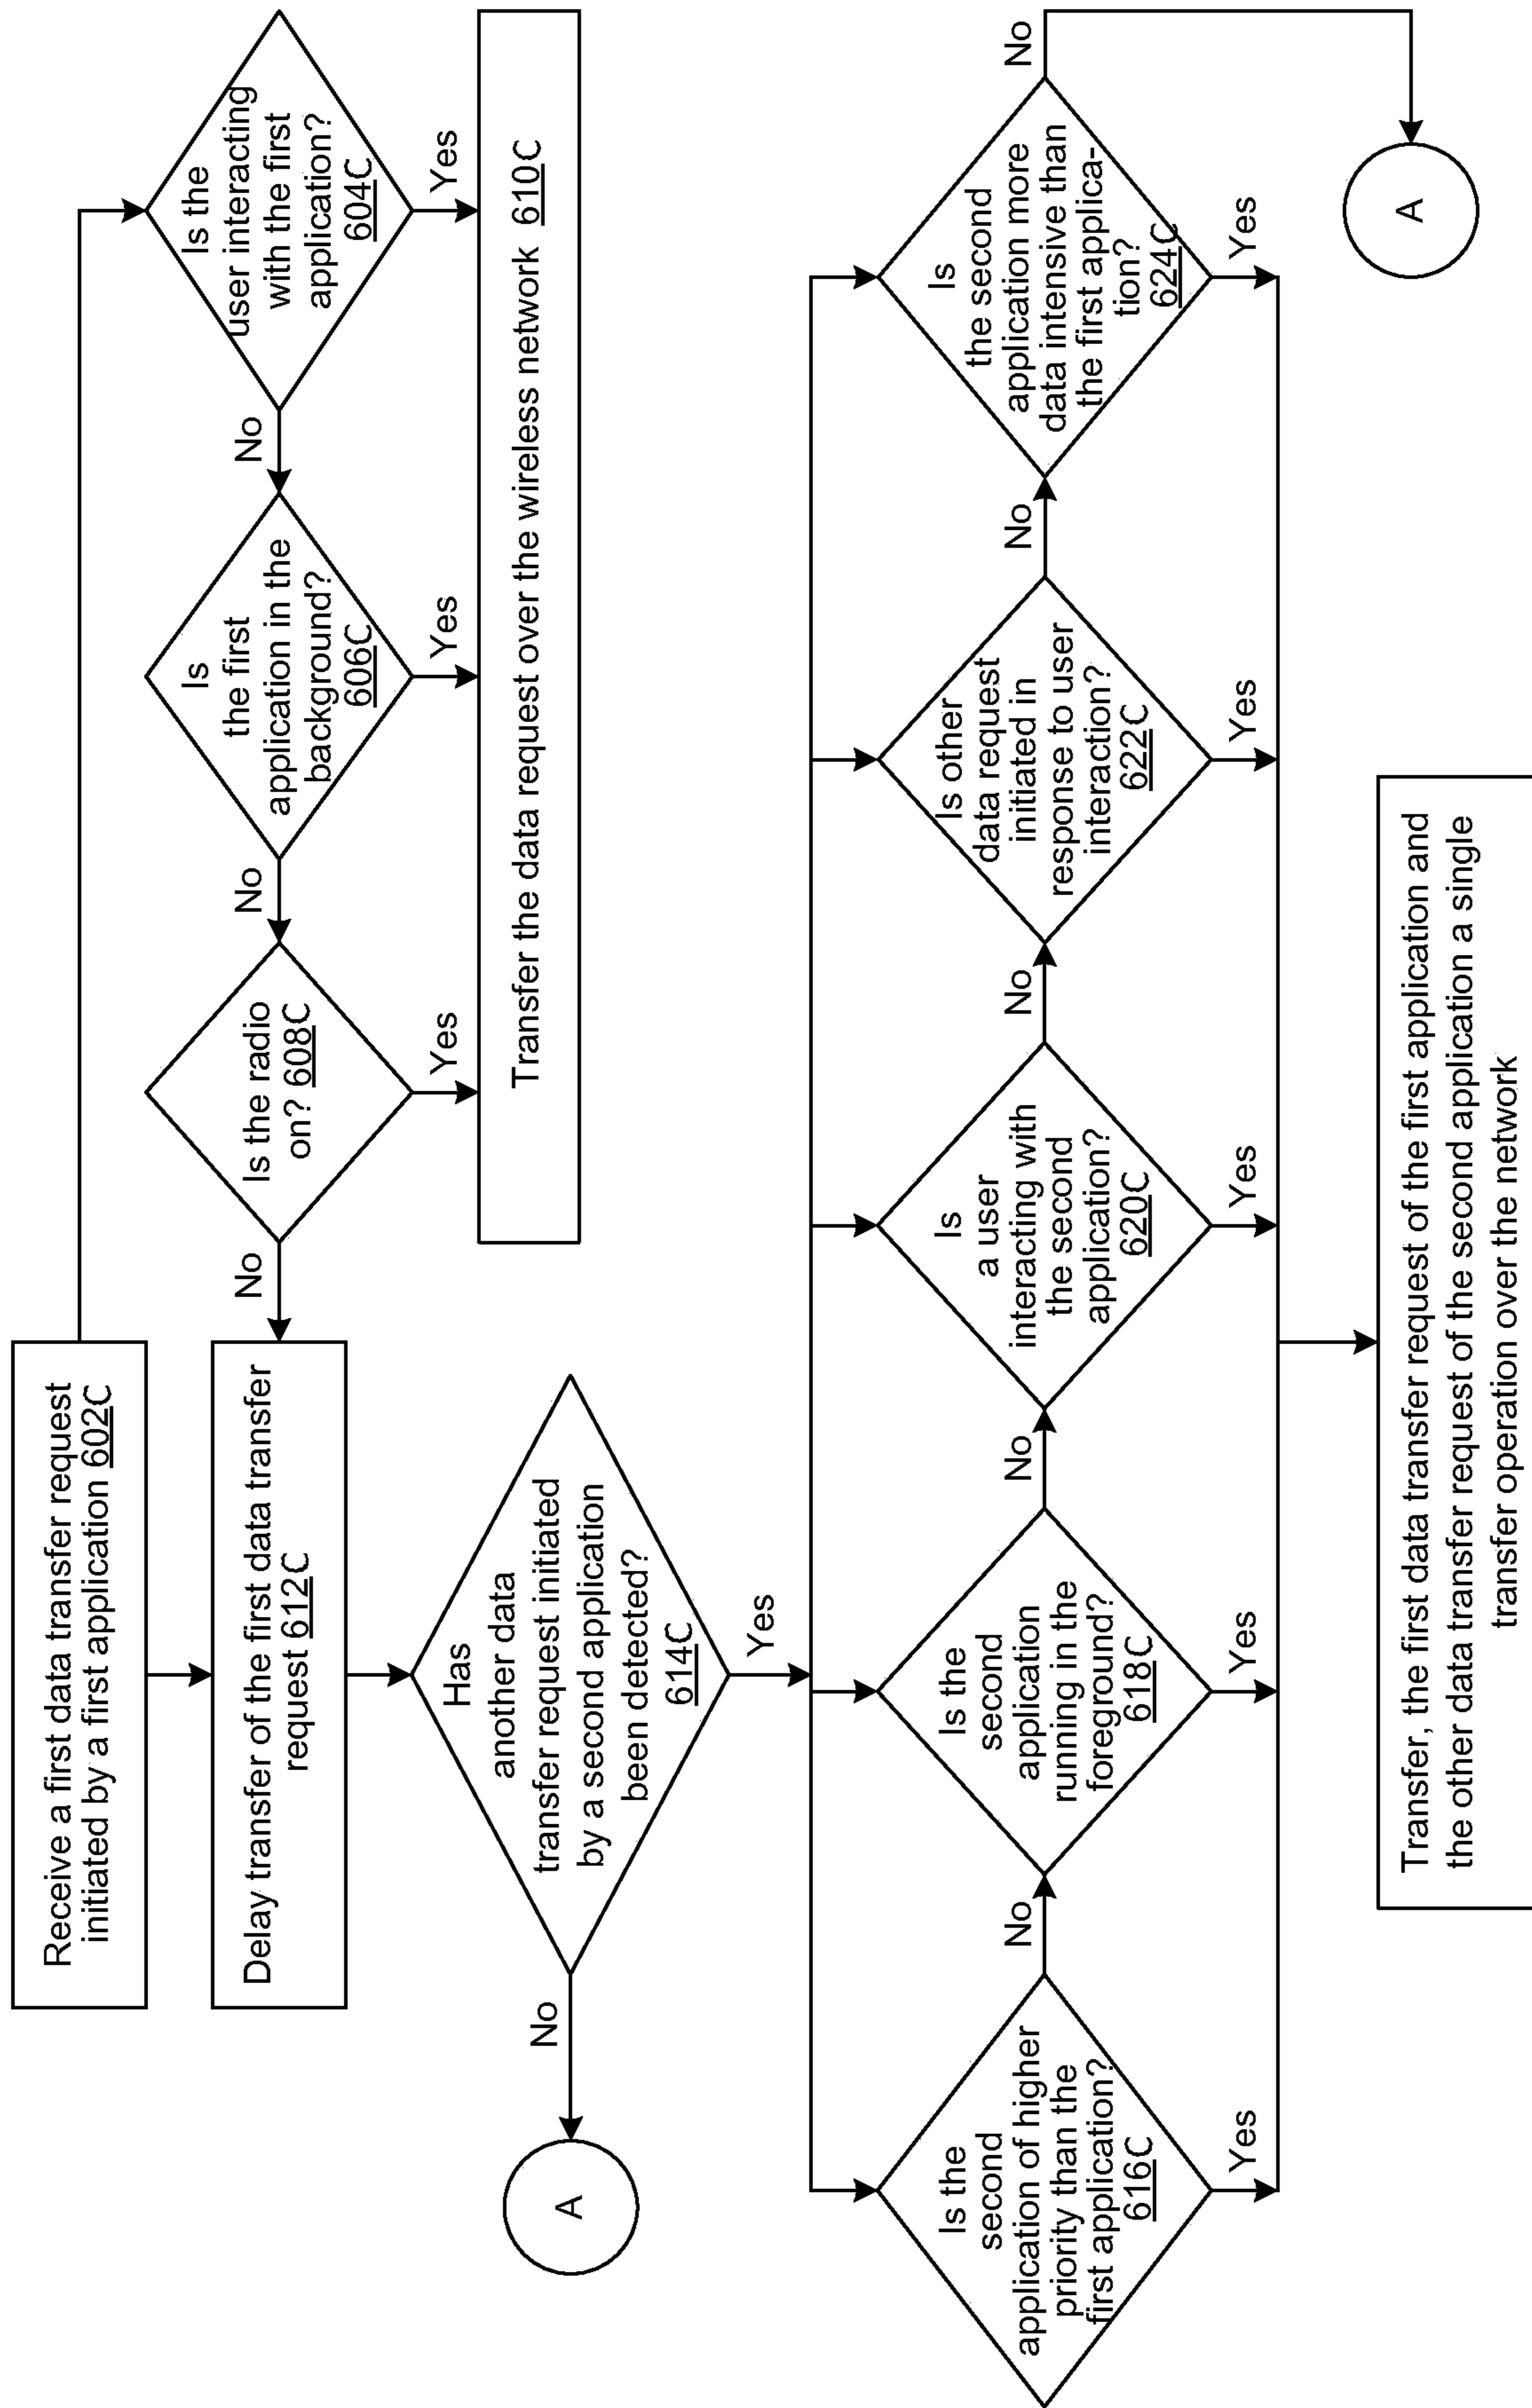 Receive a first data transfer request
initiated by a first application 602C
Is the
user interacting
with the first
application?
604C
No
Yes
Is
the first
application in the
background?
606C
No
Yes
Is the radio
on? 608C
No
Yes
Transfer the data request over the wireless network 610C
Delay transfer of the first data transfer
request 612C
Has
another data
transfer request initiated
by a second application
been detected?
614C
No
A
Yes
Is the
second
application of higher
priority than the
first application?
616C
No
Yes
Is the
second
application
running in the
foreground?
618C
No
Yes
Is
a user
interacting with
the second
application?
620C
No
Yes
Is other
data request
initiated in
response to user
interaction?
622C
No
Yes
Is
the second
application more
data intensive than
the first applica-
tion?
624C
No
Yes
A
Transfer, the first data transfer request of the first application and
the other data transfer request of the second application a single
transfer operation over the network